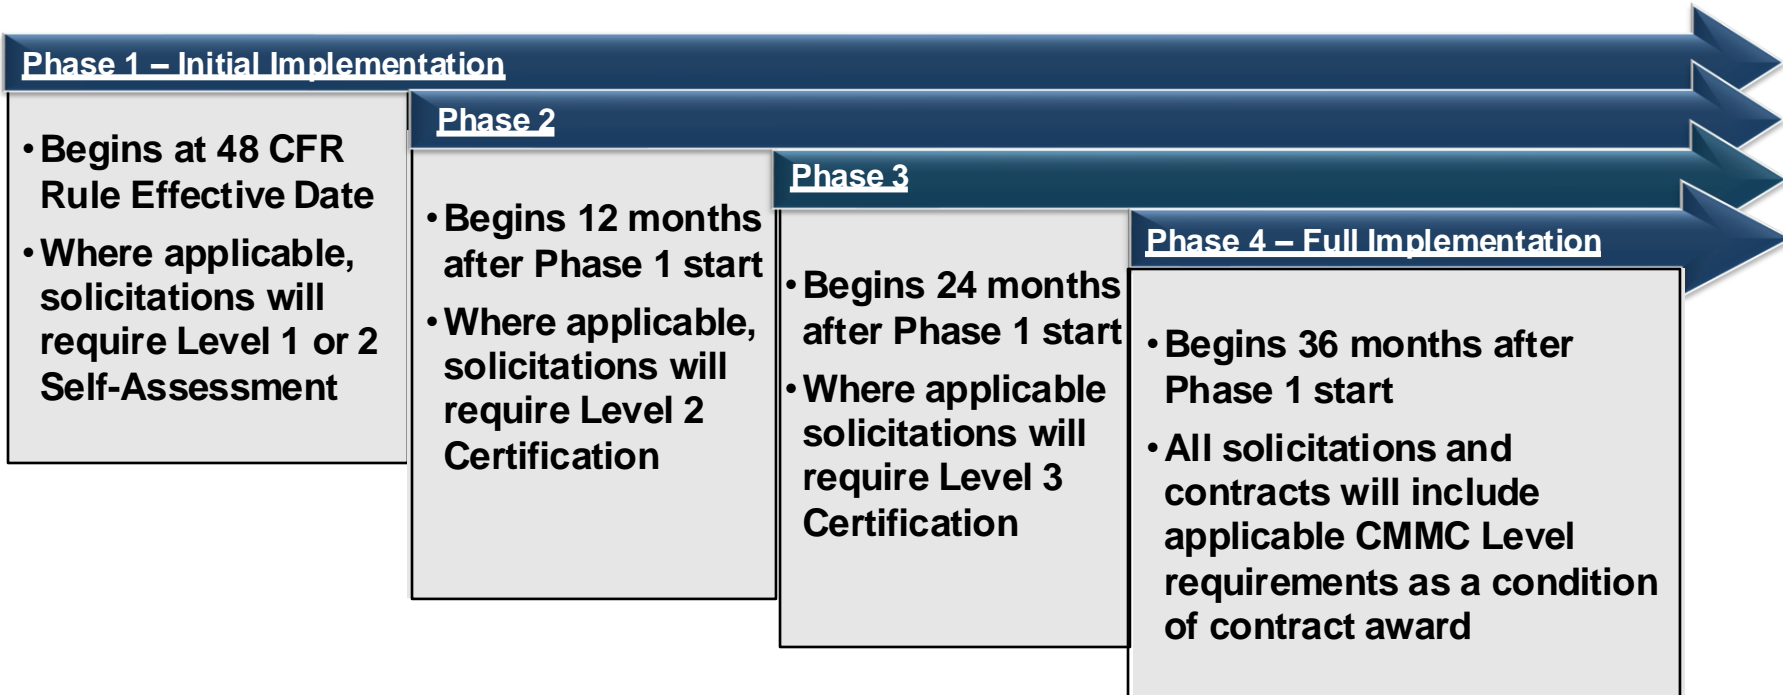 Phase 1 – Initial Implementation
• Begins at 48 CFR
Rule Effective Date
• Where applicable,
solicitations will
require Level 1 or 2
Self-Assessment
Phase 2
• Begins 12 months
after Phase 1 start
• Where applicable,
solicitations will
require Level 2
Certification
Phase 3
• Begins 24 months
after Phase 1 start
• Where applicable
solicitations will
require Level 3
Certification
Phase 4 – Full Implementation
• Begins 36 months after
Phase 1 start
• All solicitations and
contracts will include
applicable CMMC Level
requirements as a condition
of contract award